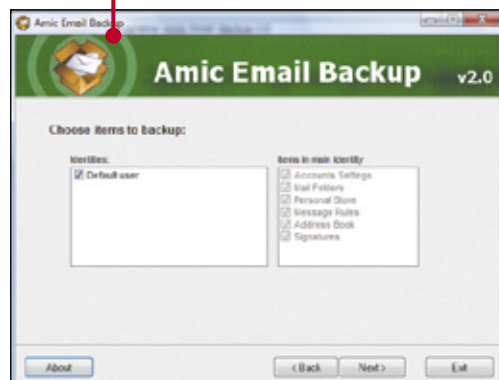 Amic Email Backup
Amic Email Backup v2.0
Choose items to backup:
Identities:
Items in main identity
Default user
Accounts Settings
Mail Folders
Personal Store
Message Rules
Address Book
Signatures
About
< Back
Next >
Exit